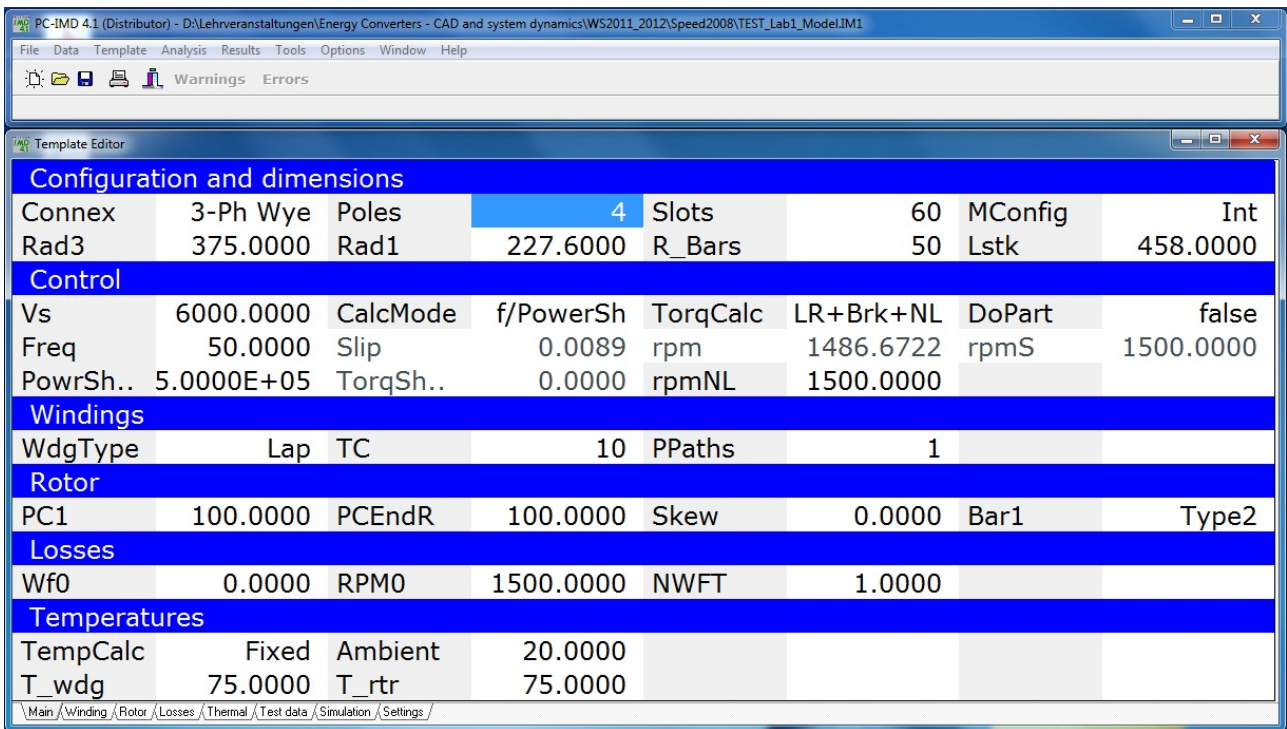 PC-IMD 4.1 (Distributor) - D:\Lehrveranstaltungen\Energy Converters - CAD and system dynamics\WS2011_2012\Speed2008\TEST_Lab1_Model.IM1
File Data Template Analysis Results Tools Options Window Help
Warnings Errors
Template Editor
Configuration and dimensions
Connex 3-Ph Wye Poles 4 Slots 60 MConfig Int
Rad3 375.0000 Rad1 227.6000 R_Bars 50 Lstk 458.0000
Control
Vs 6000.0000 CalcMode f/PowerSh TorqCalc LR+Brk+NL DoPart false
Freq 50.0000 Slip 0.0089 rpm 1486.6722 rpmS 1500.0000
PowrSh.. 5.0000E+05 TorqSh.. 0.0000 rpmNL 1500.0000
Windings
WdgType Lap TC 10 PPaths 1
Rotor
PC1 100.0000 PCEndR 100.0000 Skew 0.0000 Bar1 Type2
Losses
Wf0 0.0000 RPM0 1500.0000 NWFT 1.0000
Temperatures
TempCalc Fixed Ambient 20.0000
T_wdg 75.0000 T_rtr 75.0000
Main Winding Rotor Losses Thermal Test data Simulation Settings